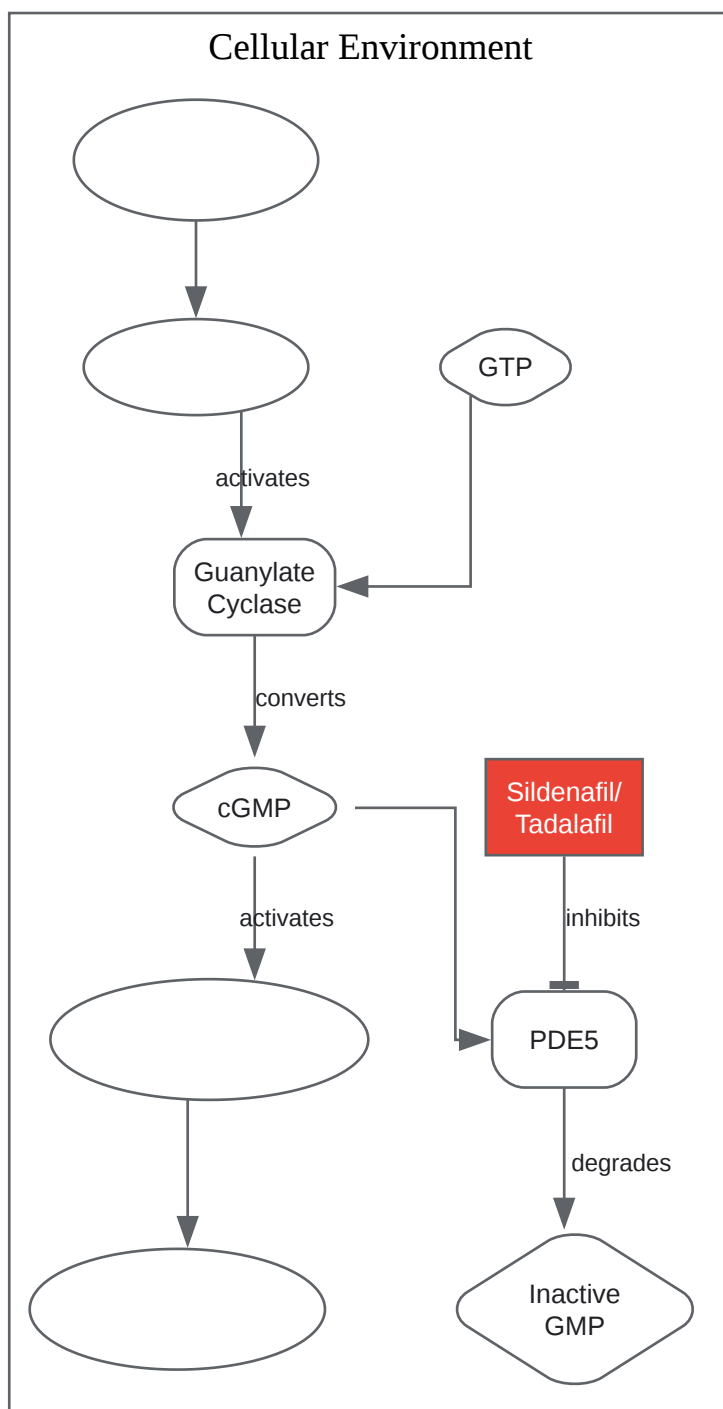 Cellular Environment
GTP
activates
Guanylate
Cyclase
converts
cGMP
Sildenafil/
Tadalafil
activates
inhibits
PDE5
degrades
Inactive
GMP